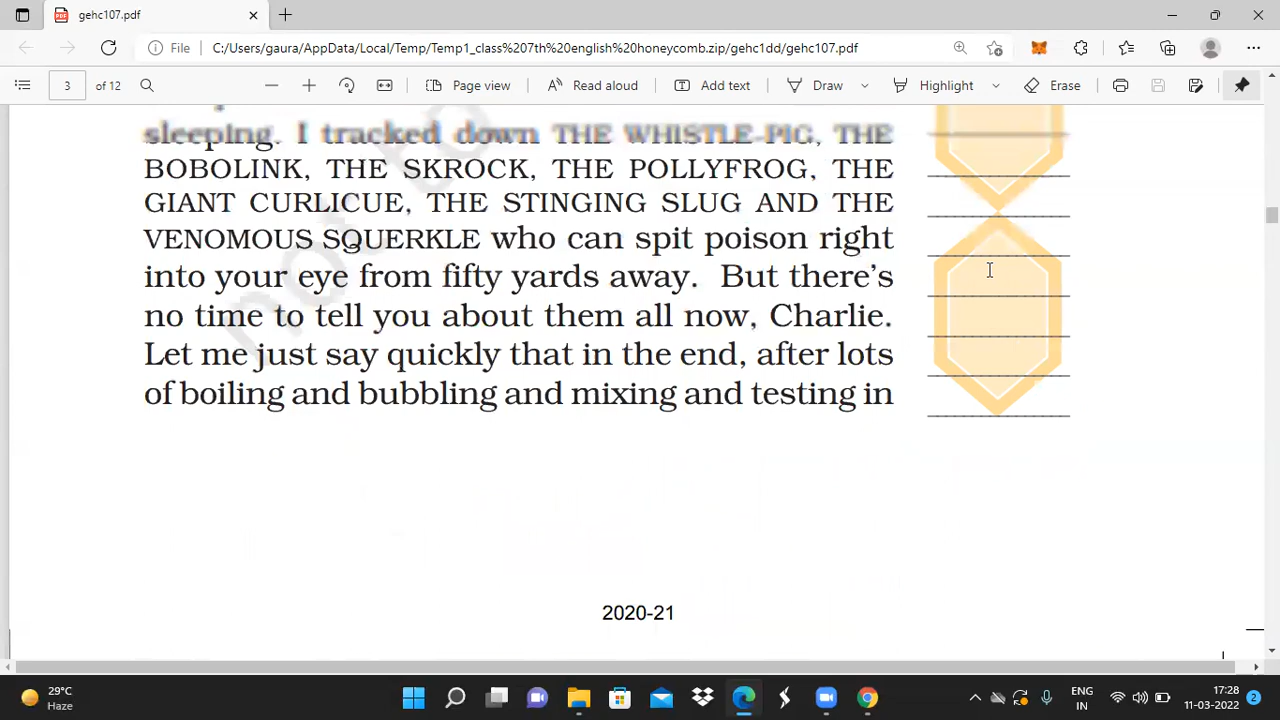 gehc107.pdf
File C:/Users/gaura/AppData/Local/Temp/Temp1_class%207th%20english%20honeycomb.zip/gehc1dd/gehc107.pdf
3 of 12 Page view Read aloud Add text Draw Highlight Erase
sleeping. I tracked down THE WHISTLE-PIG, THE
BOBOLINK, THE SKROCK, THE POLLYFROG, THE
GIANT CURLICUE, THE STINGING SLUG AND THE
VENOMOUS SQUERKLE who can spit poison right
into your eye from fifty yards away. But there's
no time to tell you about them all now, Charlie.
Let me just say quickly that in the end, after lots
of boiling and bubbling and mixing and testing in
2020-21
29°C
Haze
ENG
IN
17:28
11-03-2022
2